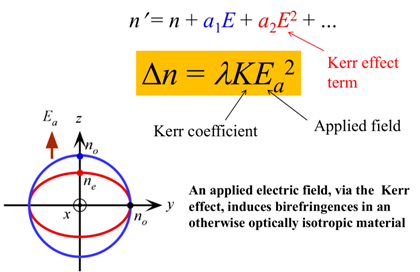 n′ = n + a₁E + a₂E² + ...
Kerr effect
term
Δn = λKEₐ²
Kerr coefficient
Applied field
Eₐ
z
nₒ
nₑ
x
y
nₒ
An applied electric field, via the Kerr
effect, induces birefringences in an
otherwise optically isotropic material